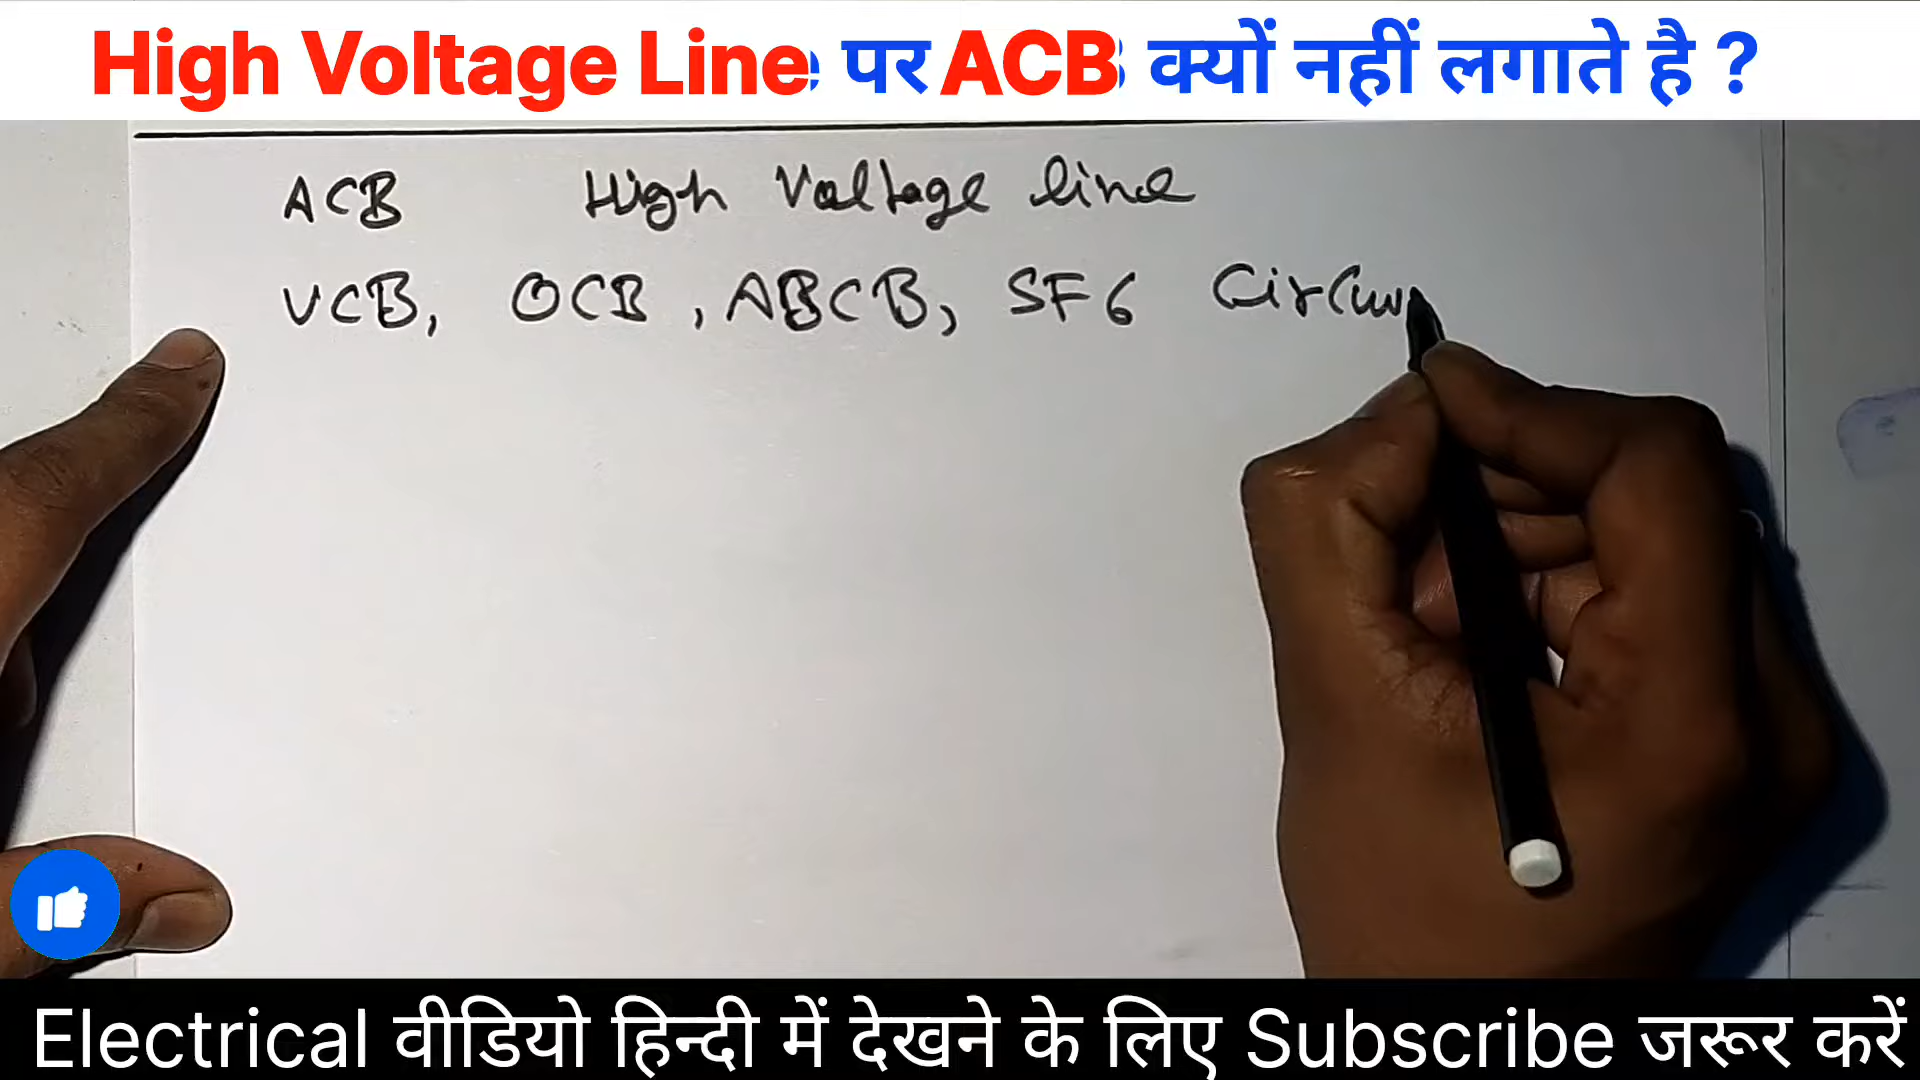 High Voltage Line पर ACB क्यों नहीं लगाते है ?
ACB High Voltage line
VCB, OCB, ABCB, SF6 Circu
Electrical वीडियो हिन्दी में देखने के लिए Subscribe जरूर करें